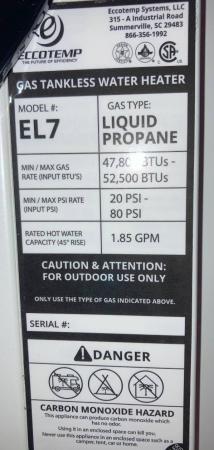 Eccotemp Systems, LLC
315 - A Industrial Road
Summerville, SC 29483
866-356-1992
ECCOTEMP
THE FUTURE OF EFFICIENCY
GAS TANKLESS WATER HEATER
MODEL #:
EL7
GAS TYPE:
LIQUID
PROPANE
MIN / MAX GAS
RATE (INPUT BTU'S)
47,800 BTUs -
52,500 BTUs
MIN / MAX PSI RATE
(INPUT PSI)
20 PSI -
80 PSI
RATED HOT WATER
CAPACITY (45° RISE)
1.85 GPM
CAUTION & ATTENTION:
FOR OUTDOOR USE ONLY
ONLY USE THE TYPE OF GAS INDICATED ABOVE.
SERIAL #:
DANGER
CARBON MONOXIDE HAZARD
This appliance can produce carbon monoxide which
has no odor.
Using it in an enclosed space can kill you.
Never use this appliance in an enclosed space such as a
camper, tent, car or home.